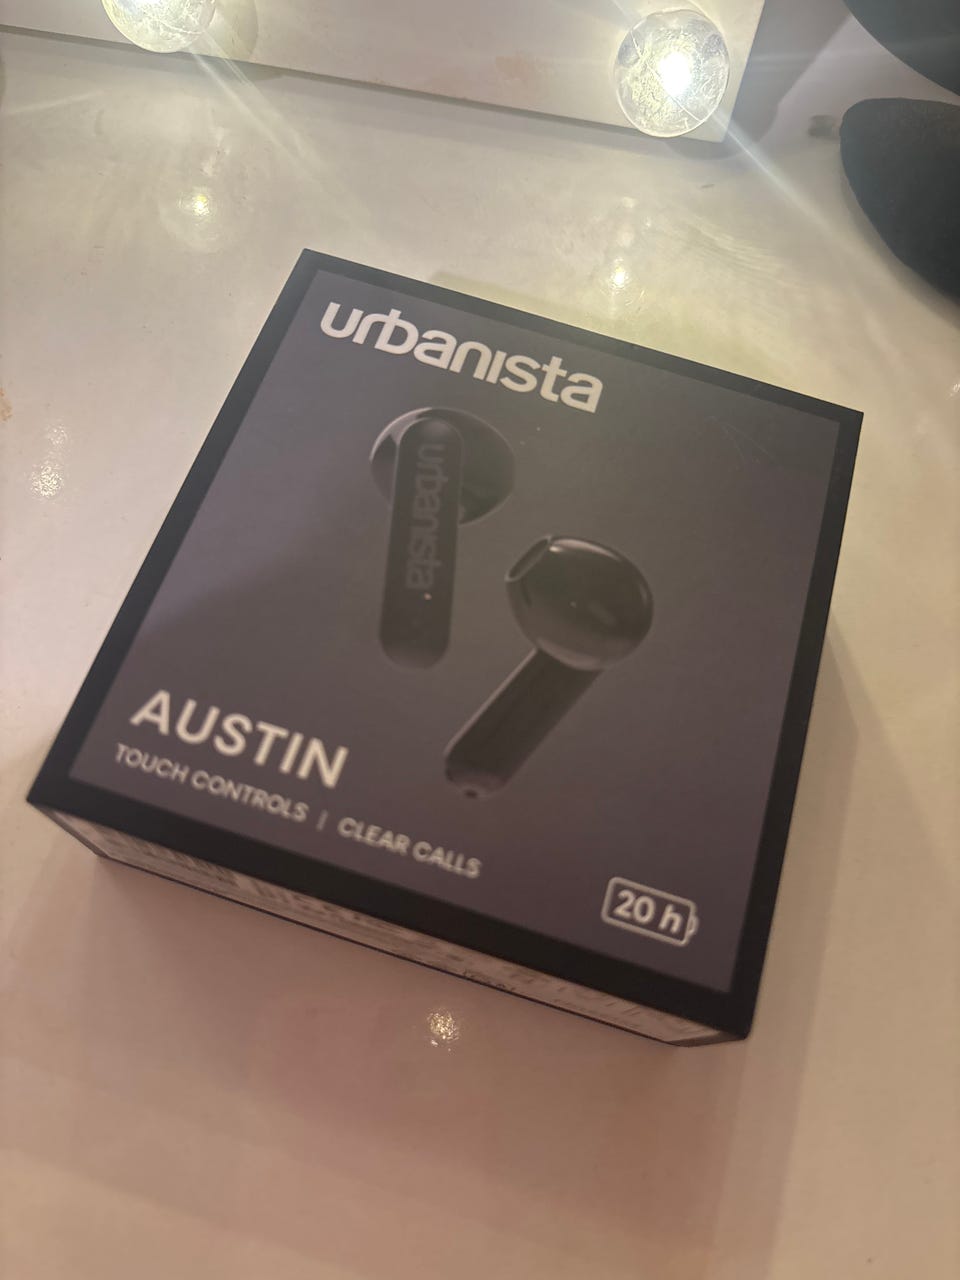 urbanista
urbanista
AUSTIN
TOUCH CONTROLS | CLEAR CALLS
20 h